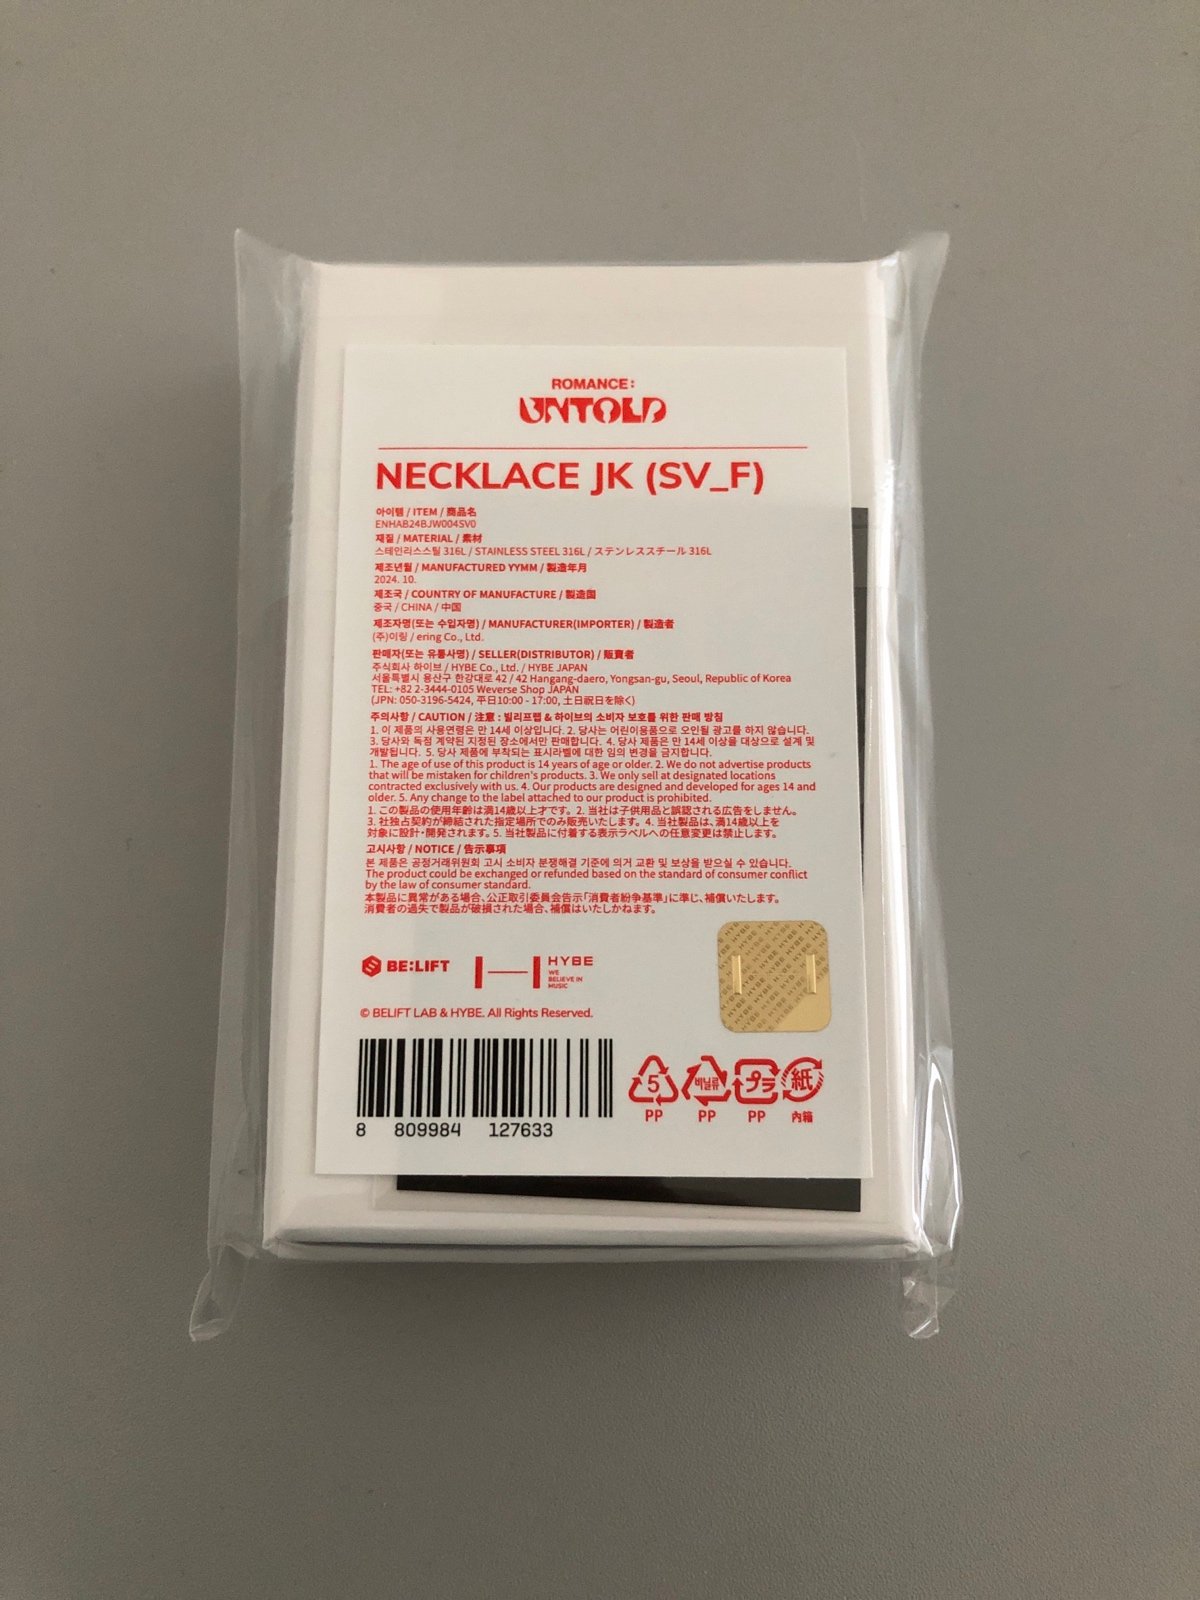 ROMANCE:
UNTOLD
NECKLACE JK (SV_F)
아이템 / ITEM / 商品名
ENHAB24BJW004SV0
재질 / MATERIAL / 素材
스테인리스스틸 316L / STAINLESS STEEL 316L / ステンレススチール 316L
제조년월 / MANUFACTURED YYMM / 製造年月
2024. 10.
제조국 / COUNTRY OF MANUFACTURE / 製造国
중국 / CHINA / 中国
제조자명(또는 수입자명) / MANUFACTURER(IMPORTER) / 製造者
(주)이링 / ering Co., Ltd.
판매자(또는 유통사명) / SELLER(DISTRIBUTOR) / 販賣者
주식회사 하이브 / HYBE Co., Ltd. / HYBE JAPAN
서울특별시 용산구 한강대로 42 / 42 Hangang-daero, Yongsan-gu, Seoul, Republic of Korea
TEL: +82 2-3444-0105 Weverse Shop JAPAN
(JPN: 050-3196-5424, 平日10:00 - 17:00, 土日祝日を除く)
주의사항 / CAUTION / 注意 : 빌리프랩 & 하이브의 소비자 보호를 위한 판매 방침
1. 이 제품의 사용연령은 만 14세 이상입니다. 2. 당사는 어린이용품으로 오인될 광고를 하지 않습니다.
3. 당사와 독점 계약된 지정된 장소에서만 판매합니다. 4. 당사 제품은 만 14세 이상을 대상으로 설계 및
개발됩니다. 5. 당사 제품에 부착되는 표시라벨에 대한 임의 변경을 금지합니다.
1. The age of use of this product is 14 years of age or older. 2. We do not advertise products
that will be mistaken for children's products. 3. We only sell at designated locations
contracted exclusively with us. 4. Our products are designed and developed for ages 14 and
older. 5. Any change to the label attached to our product is prohibited.
1. この製品の使用年齢は満14歳以上才です。 2. 当社は子供用品と誤認される広告をしません。
3. 社独占契約が締結された指定場所でのみ販売いたします。 4. 当社製品は、満14歳以上を
対象に設計・開発されます。 5. 当社製品に付着する表示ラベルへの任意変更は禁止します。
고시사항 / NOTICE / 告示事項
본 제품은 공정거래위원회 고시 소비자 분쟁해결 기준에 의거 교환 및 보상을 받으실 수 있습니다.
The product could be exchanged or refunded based on the standard of consumer conflict
by the law of consumer standard.
本製品に異常がある場合、公正取引委員会告示「消費者紛争基準」に準じ、補償いたします。
消費者の過失で製品が破損された場合、補償はいたしかねます。
BE:LIFT
HYBE
WE
BELIEVE IN
MUSIC
© BELIFT LAB & HYBE. All Rights Reserved.
8 809984 127633
5 비닐류 プラ 紙
PP PP PP 內箱